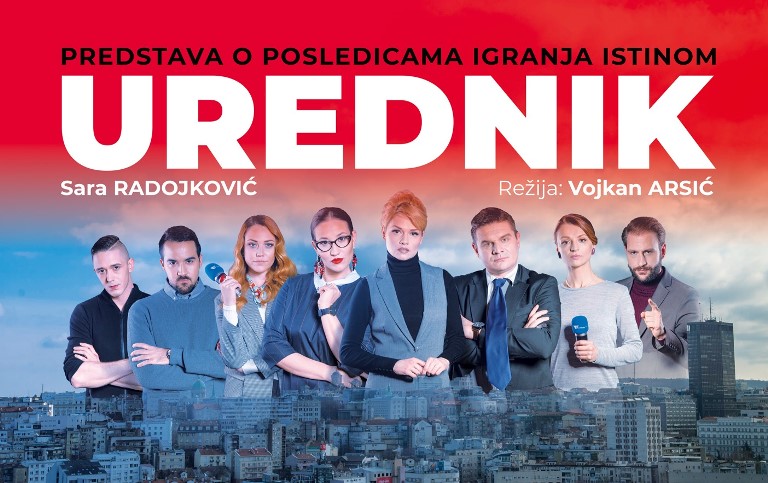 PREDSTAVA O POSLEDICAMA IGRANJA ISTINOM
UREDNIK
Sara RADOJKOVIĆ
Režija: Vojkan ARSIĆ